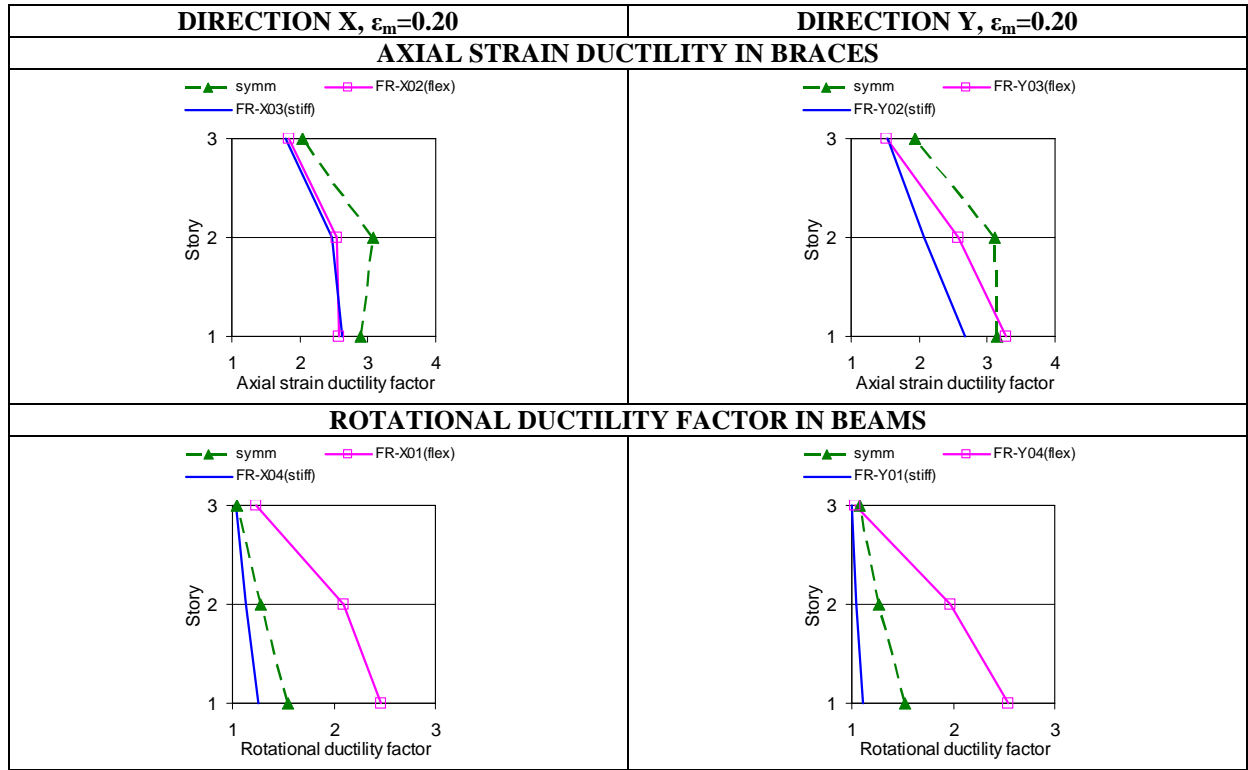 DIRECTION X, εm=0.20 DIRECTION Y, εm=0.20
AXIAL STRAIN DUCTILITY IN BRACES
symm FR-X02(flex)
FR-X03(stiff)
3
2
1
Story
1 2 3 4
Axial strain ductility factor
symm FR-Y03(flex)
FR-Y02(stiff)
3
2
1
Story
1 2 3 4
Axial strain ductility factor
ROTATIONAL DUCTILITY FACTOR IN BEAMS
symm FR-X01(flex)
FR-X04(stiff)
3
2
1
Story
1 2 3
Rotational ductility factor
symm FR-Y04(flex)
FR-Y01(stiff)
3
2
1
Story
1 2 3
Rotational ductility factor